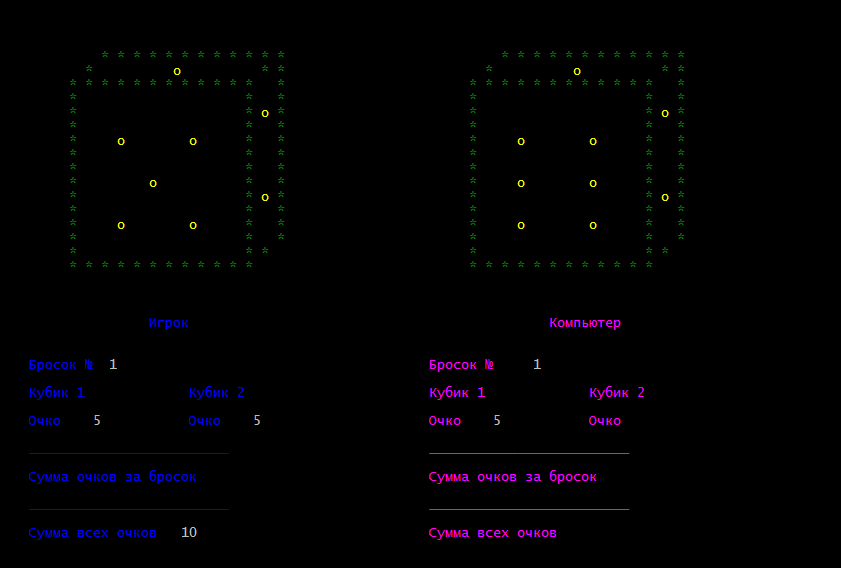 Игрок Компьютер
Бросок № 1 Бросок № 1
Кубик 1 Кубик 2 Кубик 1 Кубик 2
Очко 5 Очко 5 Очко 5 Очко
Сумма очков за бросок Сумма очков за бросок
Сумма всех очков 10 Сумма всех очков